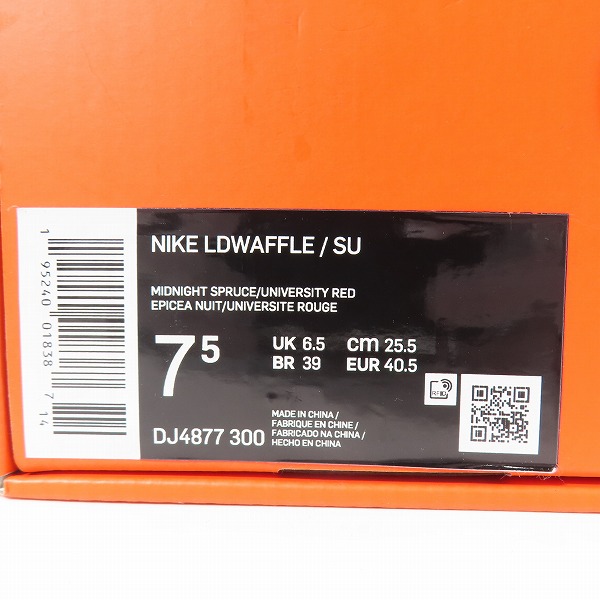 NIKE LDWAFFLE / SU
MIDNIGHT SPRUCE/UNIVERSITY RED
EPICEA NUIT/UNIVERSITE ROUGE
7 5
UK 6.5 cm 25.5
BR 39 EUR 40.5
DJ4877 300
MADE IN CHINA /
FABRIQUE EN CHINE /
FABRICADO NA CHINA /
HECHO EN CHINA
RFID
1 95240 01838 7 14